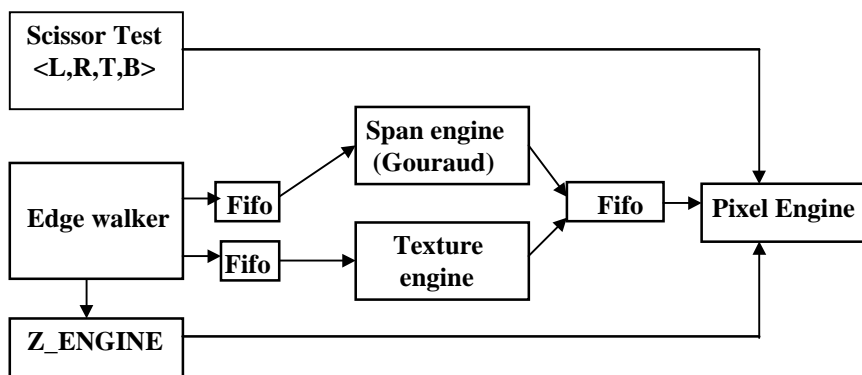 Scissor Test
<L,R,T,B>
Span engine
(Gouraud)
Edge walker
Fifo
Fifo
Fifo
Pixel Engine
Texture
engine
Z_ENGINE